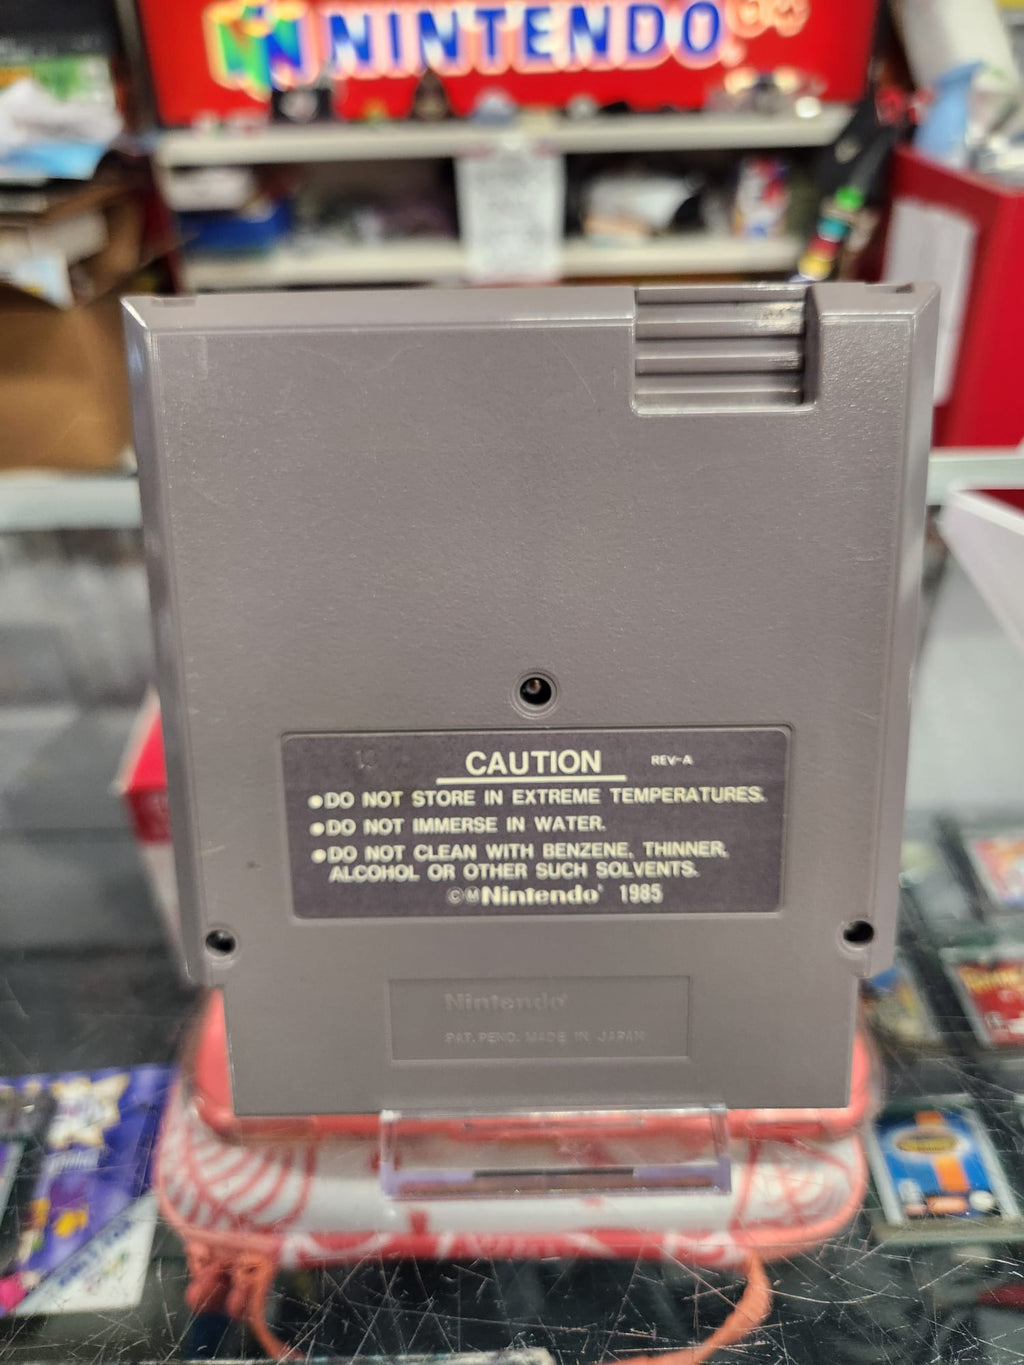 NINTENDO 64
CAUTION REV-A
●DO NOT STORE IN EXTREME TEMPERATURES.
●DO NOT IMMERSE IN WATER.
●DO NOT CLEAN WITH BENZENE, THINNER,
ALCOHOL OR OTHER SUCH SOLVENTS.
©M Nintendo® 1985
Nintendo®
PAT. PEND. MADE IN JAPAN